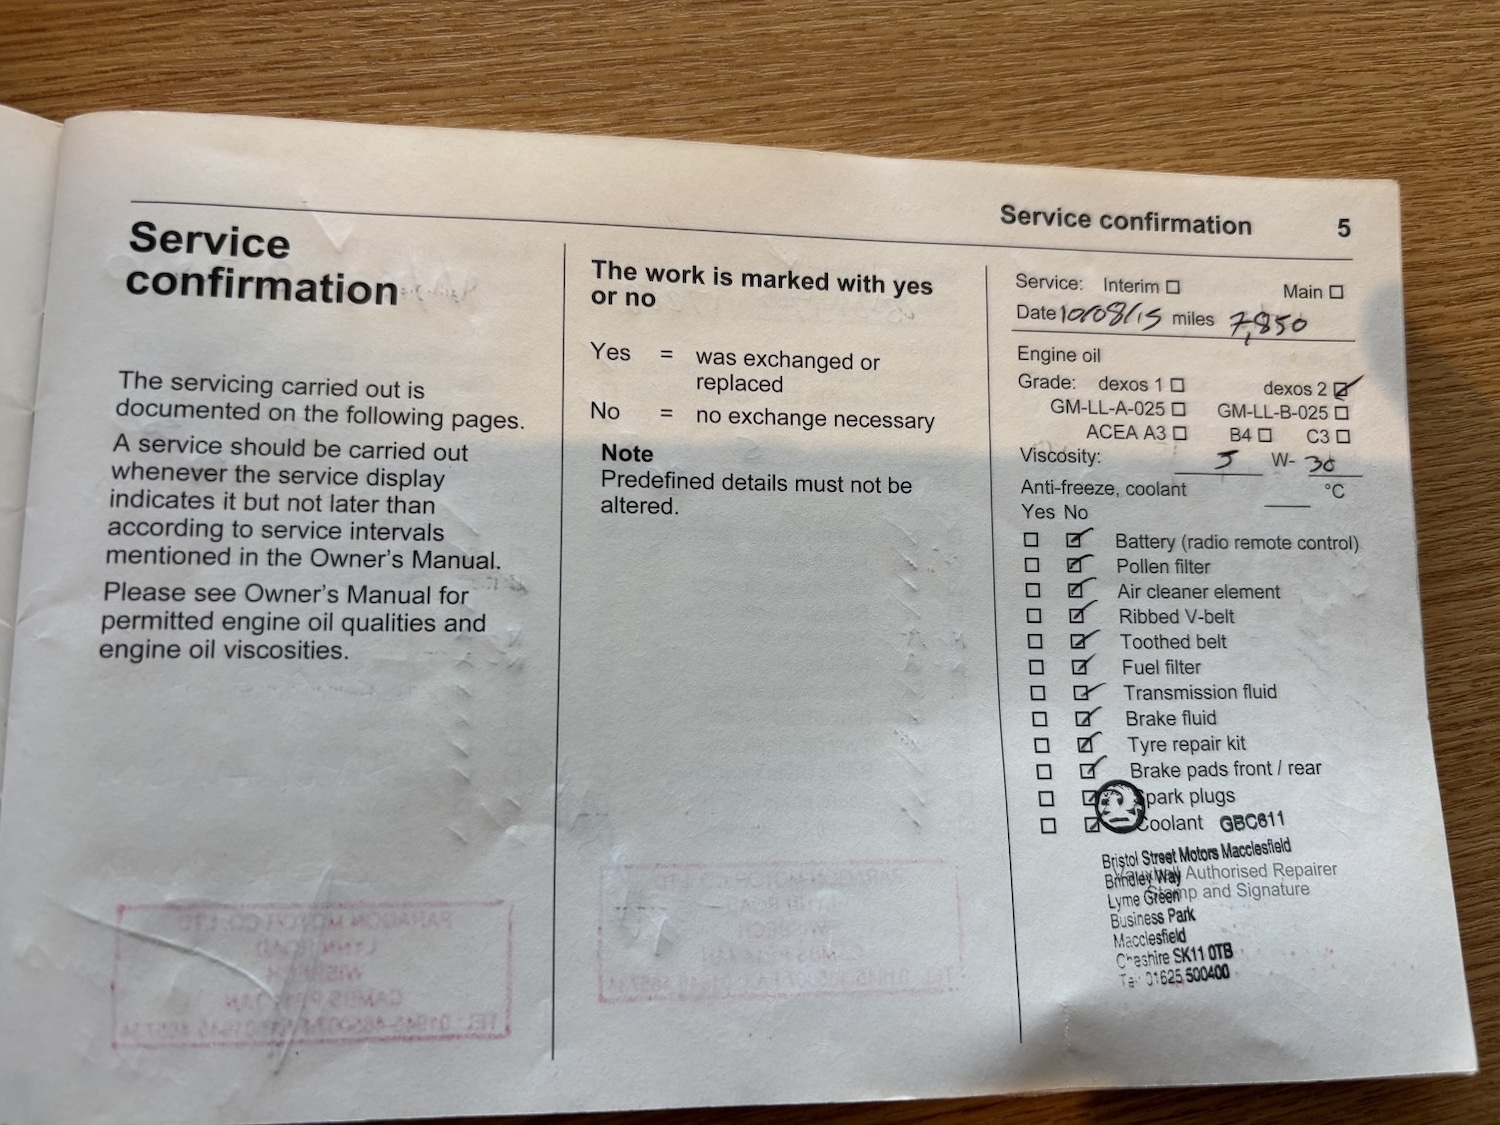 Service confirmation 5
Service
confirmation
The servicing carried out is
documented on the following pages.
A service should be carried out
whenever the service display
indicates it but not later than
according to service intervals
mentioned in the Owner's Manual.
Please see Owner's Manual for
permitted engine oil qualities and
engine oil viscosities.
The work is marked with yes
or no
Yes = was exchanged or
replaced
No = no exchange necessary
Note
Predefined details must not be
altered.
Service: Interim ☐ Main ☐
Date 10/08/15 miles 7,850
Engine oil
Grade: dexos 1 ☐ dexos 2 ☑
GM-LL-A-025 ☐ GM-LL-B-025 ☐
ACEA A3 ☐ B4 ☐ C3 ☐
Viscosity: 5 W- 30
Anti-freeze, coolant °C
Yes No
☐ ☑ Battery (radio remote control)
☐ ☑ Pollen filter
☐ ☑ Air cleaner element
☐ ☑ Ribbed V-belt
☐ ☑ Toothed belt
☐ ☑ Fuel filter
☐ ☑ Transmission fluid
☐ ☑ Brake fluid
☐ ☑ Tyre repair kit
☐ ☑ Brake pads front / rear
☐ ☑ Spark plugs
☐ ☑ Coolant GBC611
Bristol Street Motors Macclesfield
Vauxhall Authorised Repairer
Brindley Way
Stamp and Signature
Lyme Green
Business Park
Macclesfield
Cheshire SK11 0TB
Tel: 01625 500400